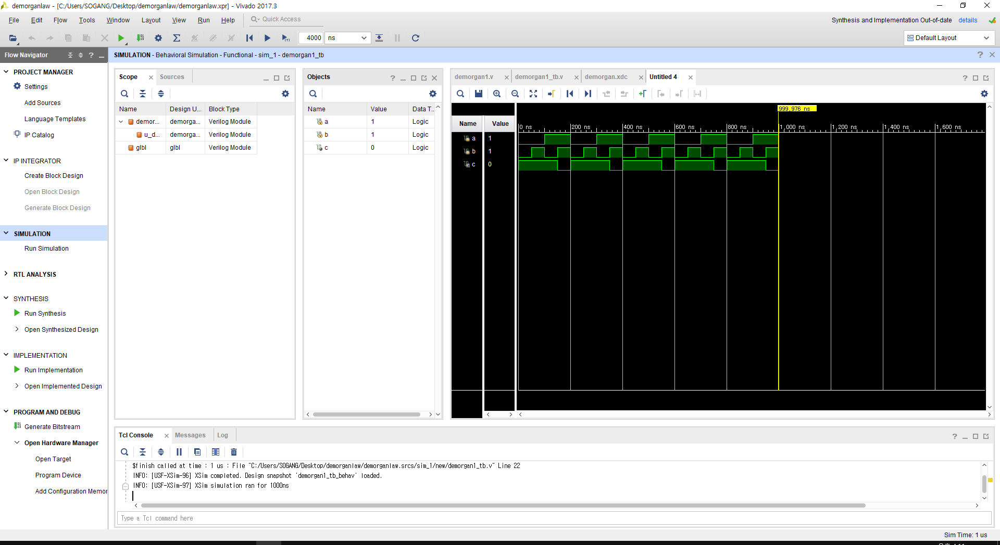 demorganlaw - [C:/Users/SOGANG/Desktop/demorganlaw/demorganlaw.xpr] - Vivado 2017.3
File Edit Flow Tools Window Layout View Run Help Quick Access
Synthesis and Implementation Out-of-date details
4000 ns
Default Layout
Flow Navigator
SIMULATION - Behavioral Simulation - Functional - sim_1 - demorgan1_tb
PROJECT MANAGER
Settings
Add Sources
Language Templates
IP Catalog
IP INTEGRATOR
Create Block Design
Open Block Design
Generate Block Design
SIMULATION
Run Simulation
RTL ANALYSIS
SYNTHESIS
Run Synthesis
Open Synthesized Design
IMPLEMENTATION
Run Implementation
Open Implemented Design
PROGRAM AND DEBUG
Generate Bitstream
Open Hardware Manager
Open Target
Program Device
Add Configuration Memor
Scope Sources
Name Design U... Block Type
demor... demorga... Verilog Module
u_d... demorga... Verilog Module
glbl glbl Verilog Module
Objects
Name Value Data T...
a 1 Logic
b 1 Logic
c 0 Logic
demorgan1.v demorgan1_tb.v demorgan.xdc Untitled 4
999,976 ns
Name Value
0 ns 200 ns 400 ns 600 ns 800 ns 1,000 ns 1,200 ns 1,400 ns 1,600 ns
a 1
b 1
c 0
Tcl Console Messages Log
$finish called at time : 1 us : File "C:/Users/SOGANG/Desktop/demorganlaw/demorganlaw.srcs/sim_1/new/demorgan1_tb.v" Line 22
INFO: [USF-XSim-96] XSim completed. Design snapshot 'demorgan1_tb_behav' loaded.
INFO: [USF-XSim-97] XSim simulation ran for 1000ns
Type a Tcl command here
Sim Time: 1 us